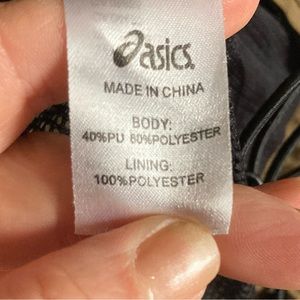 asics
MADE IN CHINA
BODY:
40%PU 60%POLYESTER
LINING:
100%POLYESTER